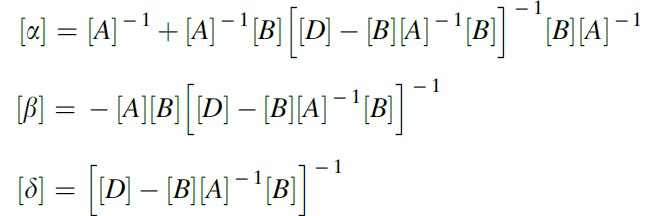 [α] = [A]⁻¹ + [A]⁻¹[B][[D] − [B][A]⁻¹[B]]⁻¹[B][A]⁻¹
[β] = − [A][B][[D] − [B][A]⁻¹[B]]⁻¹
[δ] = [[D] − [B][A]⁻¹[B]]⁻¹